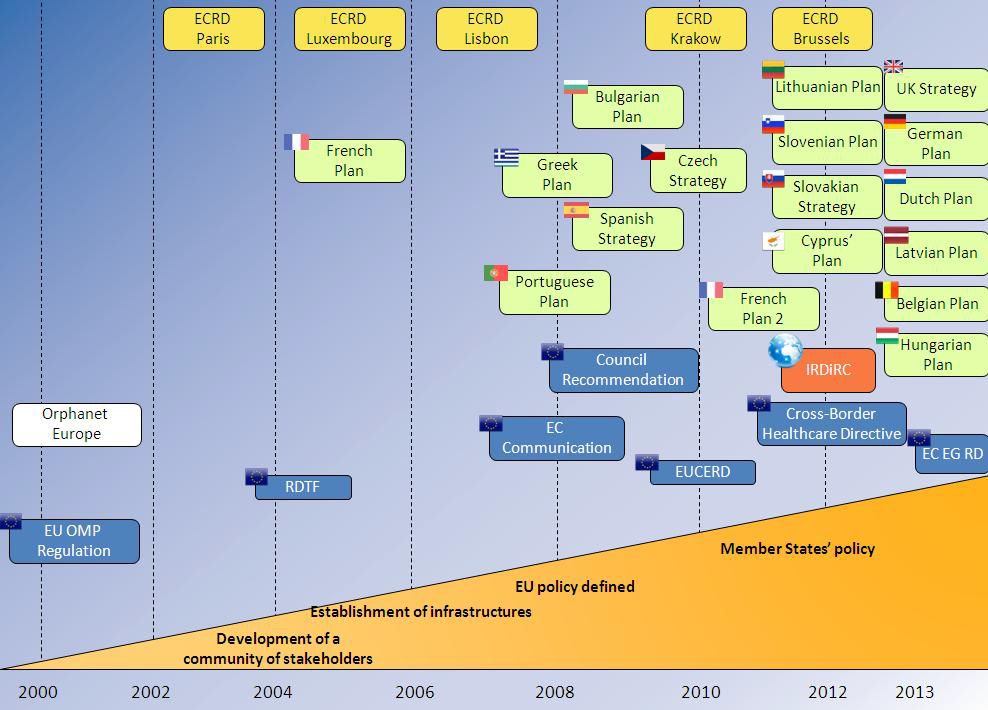 ECRD
Paris
ECRD
Luxembourg
ECRD
Lisbon
ECRD
Krakow
ECRD
Brussels
Lithuanian Plan
UK Strategy
Bulgarian
Plan
Slovenian Plan
German
Plan
French
Plan
Greek
Plan
Czech
Strategy
Slovakian
Strategy
Dutch Plan
Spanish
Strategy
Cyprus’
Plan
Latvian Plan
Portuguese
Plan
French
Plan 2
Belgian Plan
Hungarian
Plan
Council
Recommendation
IRDiRC
Orphanet
Europe
EC
Communication
Cross-Border
Healthcare Directive
EC EG RD
RDTF
EUCERD
EU OMP
Regulation
Member States’ policy
EU policy defined
Establishment of infrastructures
Development of a
community of stakeholders
2000 2002 2004 2006 2008 2010 2012 2013